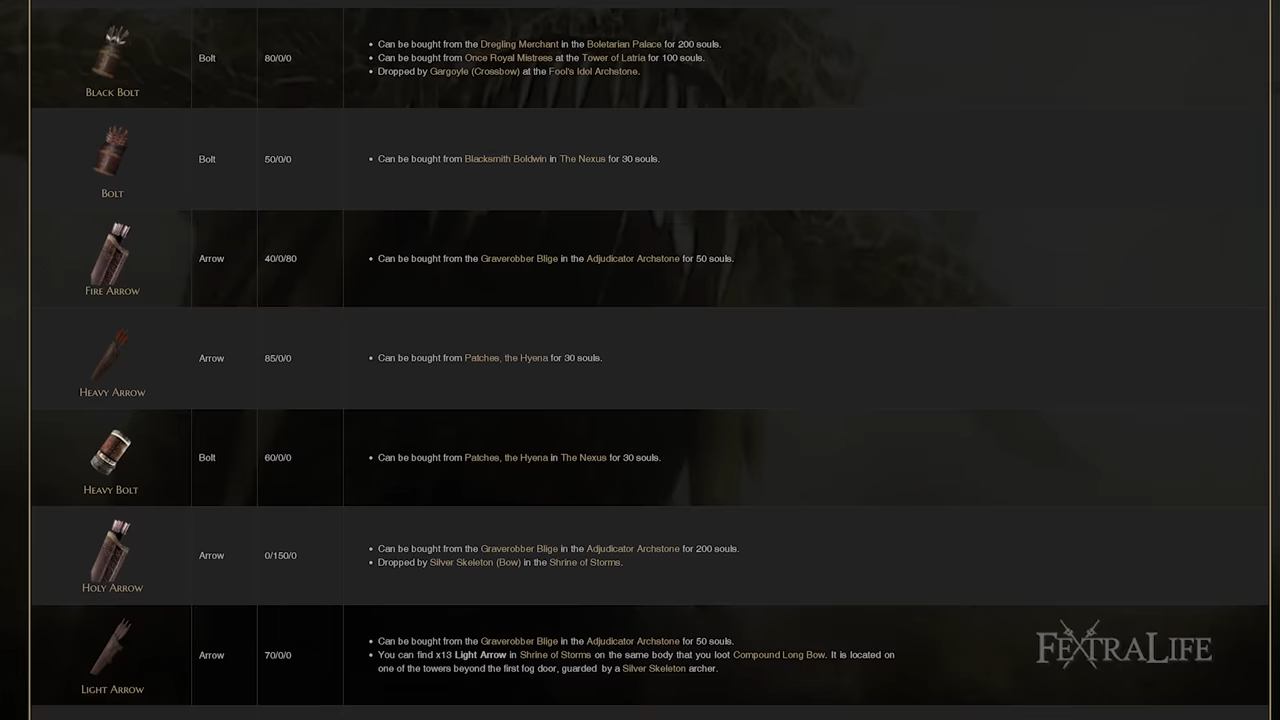 Can be bought from the Dregling Merchant in the Boletarian Palace for 200 souls.
Bolt 80/0/0 Can be bought from Once Royal Mistress at the Tower of Latria for 100 souls.
Dropped by Gargoyle (Crossbow) at the Fool's Idol Archstone.
Black Bolt
Bolt 50/0/0 Can be bought from Blacksmith Boldwin in The Nexus for 30 souls.
Bolt
Arrow 40/0/80 Can be bought from the Graverobber Blige in the Adjudicator Archstone for 50 souls.
Fire Arrow
Arrow 85/0/0 Can be bought from Patches, the Hyena for 30 souls.
Heavy Arrow
Bolt 60/0/0 Can be bought from Patches, the Hyena in The Nexus for 30 souls.
Heavy Bolt
Can be bought from the Graverobber Blige in the Adjudicator Archstone for 200 souls.
Arrow 0/150/0 Dropped by Silver Skeleton (Bow) in the Shrine of Storms.
Holy Arrow
Can be bought from the Graverobber Blige in the Adjudicator Archstone for 50 souls.
Arrow 70/0/0 You can find x13 Light Arrow in Shrine of Storms on the same body that you loot Compound Long Bow. It is located on
one of the towers beyond the first fog door, guarded by a Silver Skeleton archer.
Light Arrow
FextraLife